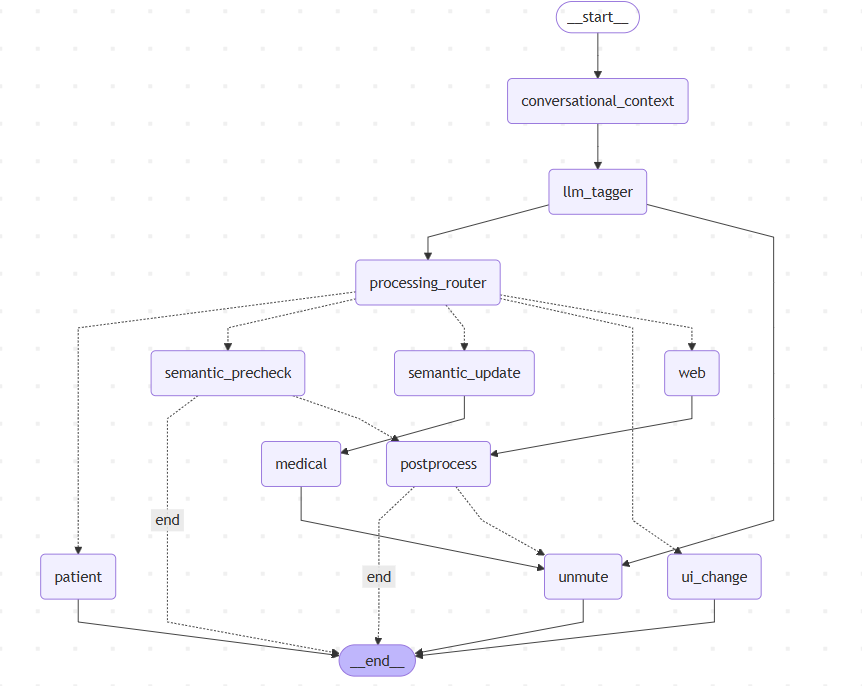 __start__
conversational_context
llm_tagger
processing_router
semantic_precheck
semantic_update
web
medical
postprocess
end
patient
end
unmute
ui_change
__end__